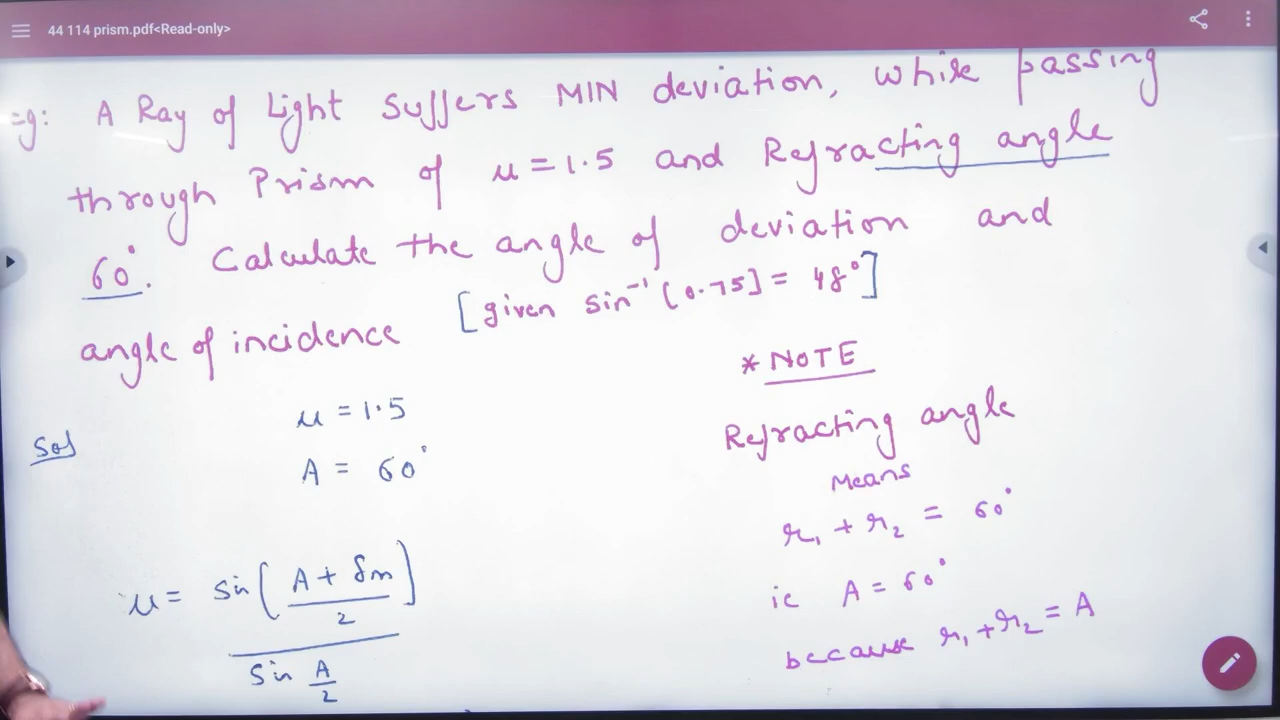 44 114 prism.pdf<Read-only>
=g: A Ray of Light Suffers MIN deviation, while passing
through Prism of μ = 1.5 and Refracting angle
60°. Calculate the angle of deviation and
angle of incidence [given sin⁻¹(0.75] = 48°]
* NOTE
Sol
μ = 1.5
A = 60°
Refracting angle
Means
r₁ + r₂ = 60°
ie A = 60°
because r₁ + r₂ = A
μ = sin(A + δm
2)
Sin A
2